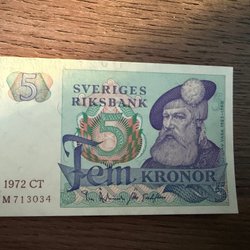 SVERIGES
RIKSBANK
5
5
Fem KRONOR
1972 CT
M 713034